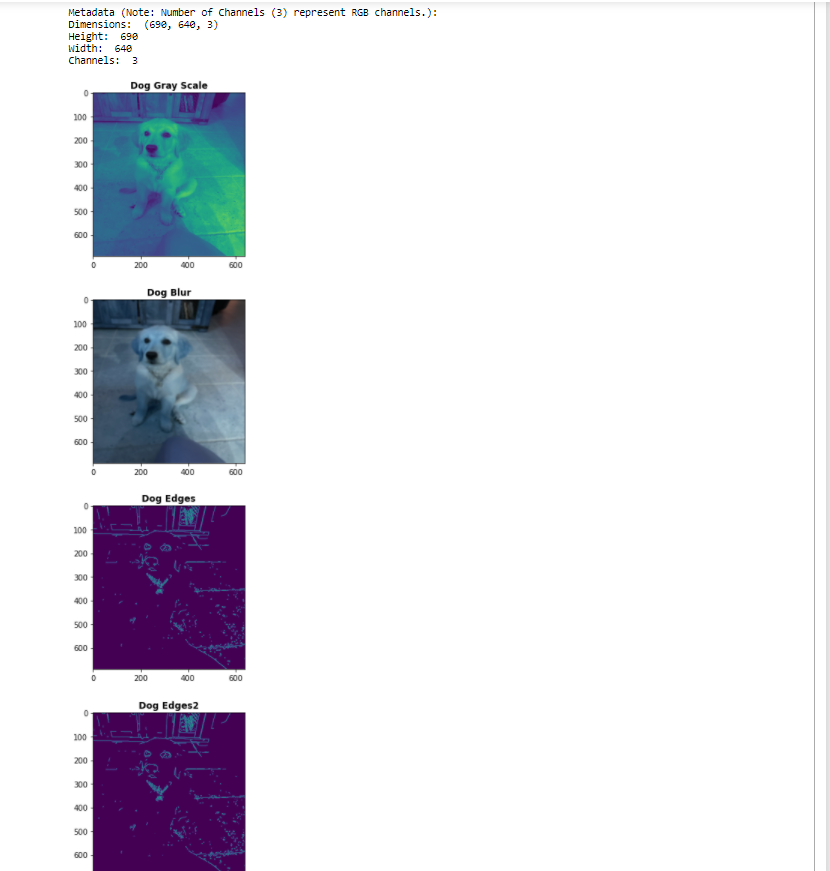 Metadata (Note: Number of Channels (3) represent RGB channels.):
Dimensions:  (690, 640, 3)
Height:  690
Width:  640
Channels:  3
Dog Gray Scale
0
100
200
300
400
500
600
0 200 400 600
Dog Blur
0
100
200
300
400
500
600
0 200 400 600
Dog Edges
0
100
200
300
400
500
600
0 200 400 600
Dog Edges2
0
100
200
300
400
500
600